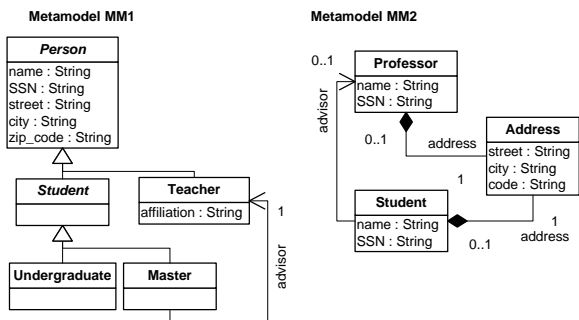 Metamodel MM1
Person
name : String
SSN : String
street : String
city : String
zip_code : String
Student
Teacher
affiliation : String
1
advisor
Undergraduate
Master
Metamodel MM2
0..1
Professor
name : String
SSN : String
advisor
0..1
address
1
Address
street : String
city : String
code : String
Student
name : String
SSN : String
0..1
1
address